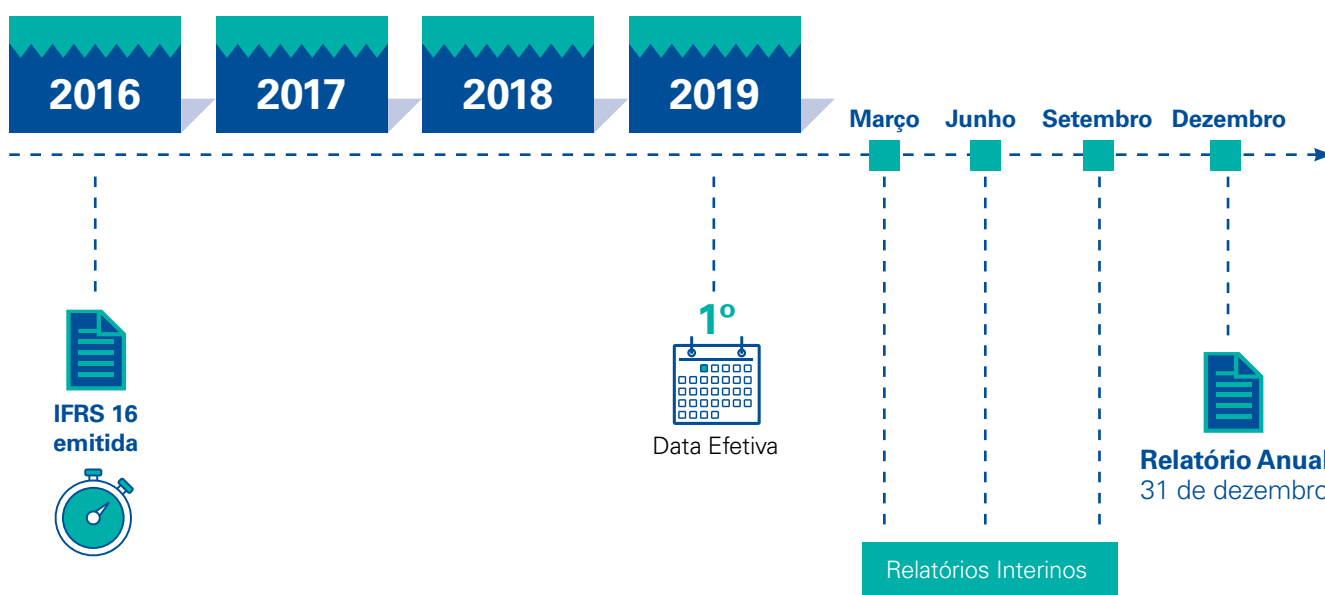 2016
2017
2018
2019
Março
Junho
Setembro
Dezembro
IFRS 16
emitida
1º
Data Efetiva
Relatório Anual
31 de dezembro
Relatórios Interinos